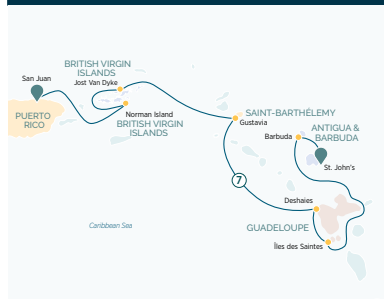 San Juan
PUERTO
RICO
BRITISH VIRGIN
ISLANDS
Jost Van Dyke
Norman Island
BRITISH VIRGIN
ISLANDS
SAINT-BARTHÉLEMY
Gustavia
ANTIGUA &
BARBUDA
Barbuda
St. John's
7
Deshaies
GUADELOUPE
Îles des Saintes
Caribbean Sea